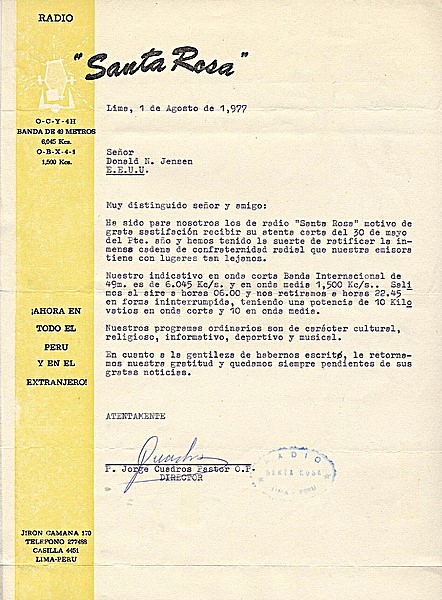 RADIO
"Santa Rosa"
O-C-Y-4H
BANDA DE 49 METROS
6,045 Kcs.
O-B-X-4-1
1,500 Kcs.
Lima, 1 de Agosto de 1,977
Señor
Donald N. Jensen
E.E.U.U.
Muy distinguido señor y amigo:
Ha sido para nosotros los de radio "Santa Rosa" motivo de
grata sastifación recibir su atenta carta del 30 de mayo
del Pte. año y hemos tenido la suerte de ratificar la in-
mensa cadena de confraternidad radial que nuestra emisora
tiene con lugares tan lejanos.
Nuestro indicativo en onda corta Banda Internacional de
49m. es de 6.045 Kc/s. y en onda media 1,500 Kc/s.. Sali
mos al aire a horas 06.00 y nos retiramos a horas 22.45
en forma ininterrumpida, teniendo una potencia de 10 Kilo
vatios en onda corta y 10 en onda media.
Nuestros programas ordinarios son de carácter cultural,
religioso, informativo, deportivo y musical.
En cuanto a la gentileza de habernos escrito, le retorna-
mos nuestra gratitud y quedamos siempre pendientes de sus
gratas noticias.
¡AHORA EN
TODO EL
PERU
Y EN EL
EXTRANJERO!
ATENTAMENTE
P. Jorge Cuadros Pastor O.P.
DIRECTOR
RADIO
SANTA ROSA
LIMA-PERU
JIRON CAMANA 170
TELEFONO 277488
CASILLA 4451
LIMA-PERU